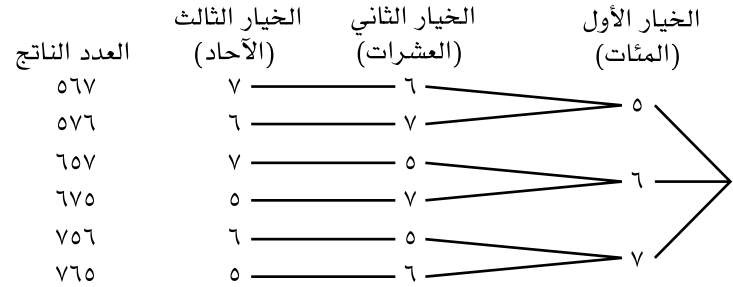 الخيار الأول الخيار الثاني الخيار الثالث
(المئات) (العشرات) (الآحاد) العدد الناتج
٦ ٧ ٥٦٧
٥
٧ ٦ ٥٧٦
٥ ٧ ٦٥٧
٦
٧ ٥ ٦٧٥
٥ ٦ ٧٥٦
٧
٦ ٥ ٧٦٥